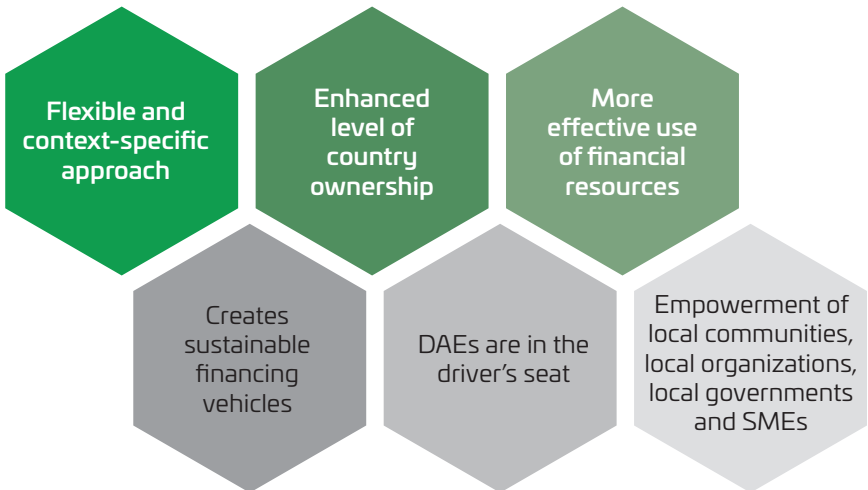 Flexible and
context-specific
approach
Enhanced
level of
country
ownership
More
effective use
of financial
resources
Creates
sustainable
financing
vehicles
DAEs are in the
driver’s seat
Empowerment of
local communities,
local organizations,
local governments
and SMEs